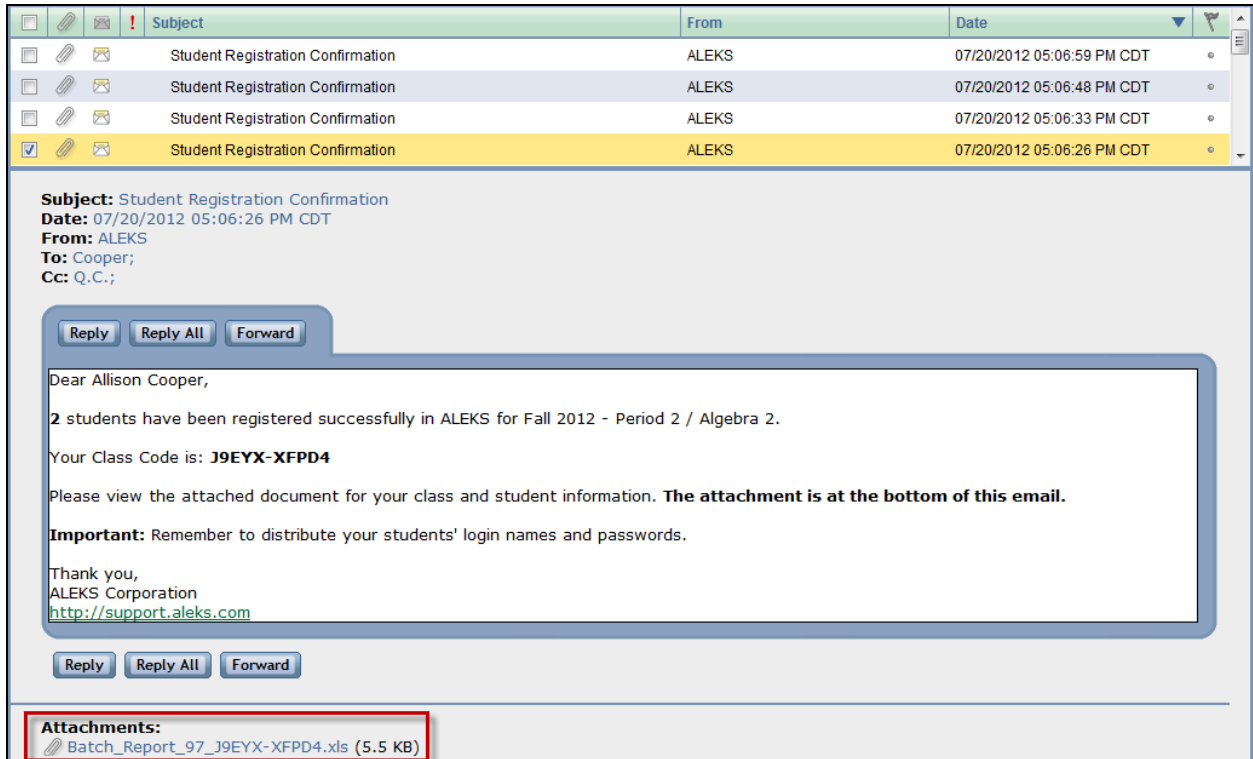 ! Subject From Date
Student Registration Confirmation ALEKS 07/20/2012 05:06:59 PM CDT
Student Registration Confirmation ALEKS 07/20/2012 05:06:48 PM CDT
Student Registration Confirmation ALEKS 07/20/2012 05:06:33 PM CDT
Student Registration Confirmation ALEKS 07/20/2012 05:06:26 PM CDT
Subject: Student Registration Confirmation
Date: 07/20/2012 05:06:26 PM CDT
From: ALEKS
To: Cooper;
Cc: Q.C.;
Reply Reply All Forward
Dear Allison Cooper,
2 students have been registered successfully in ALEKS for Fall 2012 - Period 2 / Algebra 2.
Your Class Code is: J9EYX-XFPD4
Please view the attached document for your class and student information. The attachment is at the bottom of this email.
Important: Remember to distribute your students' login names and passwords.
Thank you,
ALEKS Corporation
http://support.aleks.com
Reply Reply All Forward
Attachments:
Batch_Report_97_J9EYX-XFPD4.xls (5.5 KB)